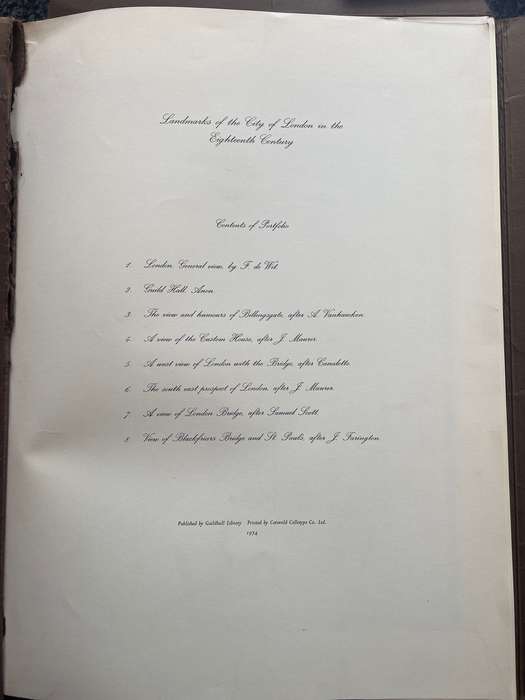 Landmarks of the City of London in the
Eighteenth Century
Contents of Portfolio
1. London. General view, by F. de Wit.
2. Guild Hall. Anon.
3. The view and humours of Billingsgate, after A. Vanhaecken.
4. A view of the Custom House, after J. Maurer.
5. A west view of London with the Bridge, after Canaletto.
6. The south east prospect of London, after J. Maurer.
7. A view of London Bridge, after Samuel Scott.
8. View of Blackfriars Bridge and St. Pauls, after J. Farington.
Published by Guildhall Library Printed by Cotswold Collotype Co. Ltd.
1974